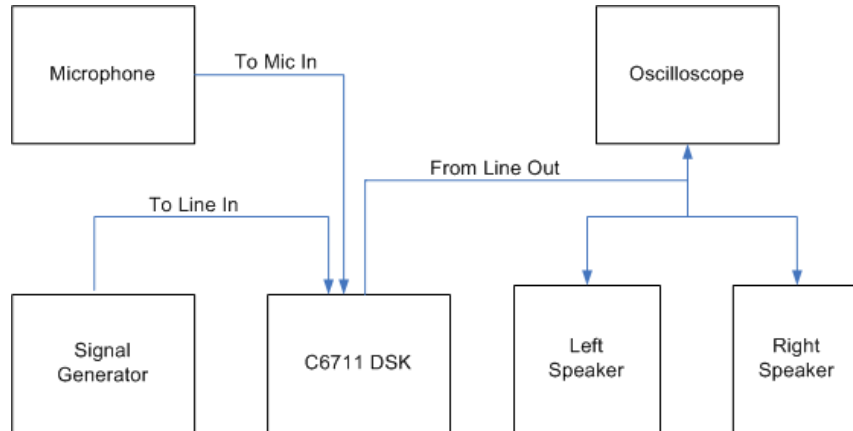 Microphone
To Mic In
Oscilloscope
From Line Out
To Line In
Signal
Generator
C6711 DSK
Left
Speaker
Right
Speaker